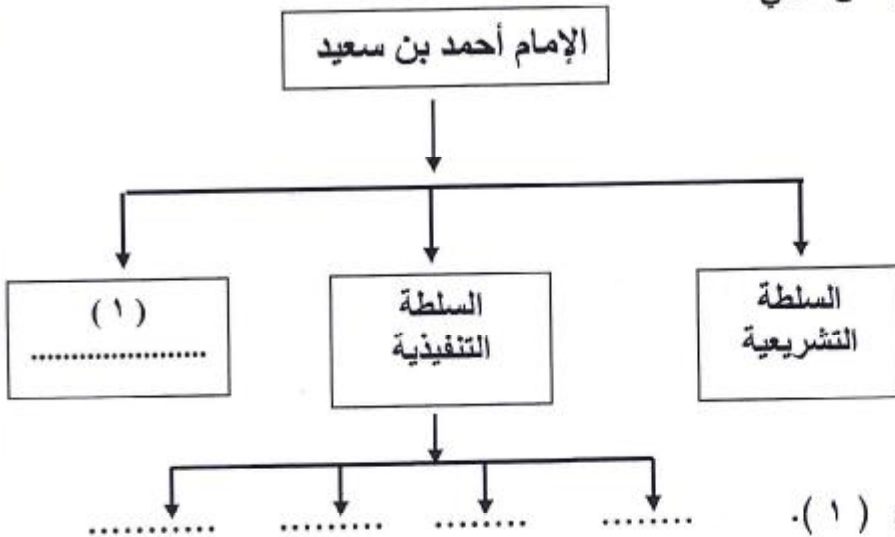 الإمام أحمد بن سعيد
السلطة
التشريعية
السلطة
التنفيذية
( ١ )
......................
........ ........ ......... ...........
( ١ ).